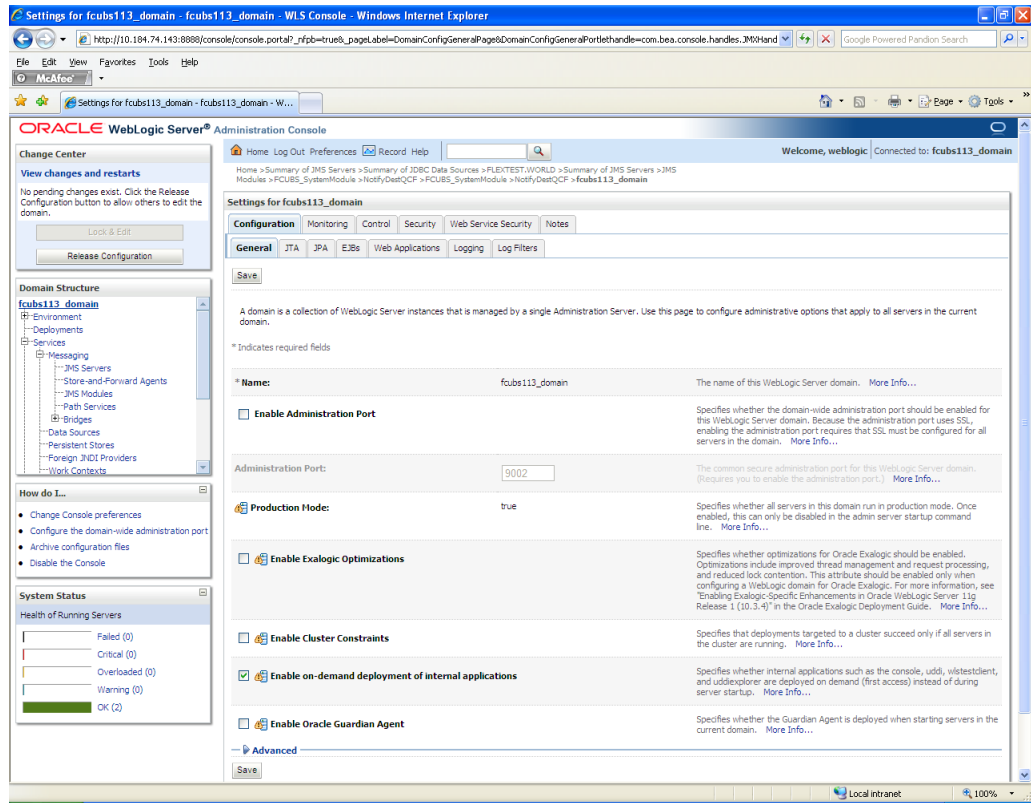 Settings for fcubs113_domain - fcubs113_domain - WLS Console - Windows Internet Explorer
http://10.184.74.143:8888/console/console.portal?_nfpb=true&_pageLabel=DomainConfigGeneralPage&DomainConfigGeneralPortlethandle=com.bea.console.handles.JMXHand
Google Powered Pandion Search
File Edit View Favorites Tools Help
McAfee
Settings for fcubs113_domain - fcubs113_domain - W...
Page Tools »
ORACLE WebLogic Server® Administration Console
Change Center
View changes and restarts
No pending changes exist. Click the Release
Configuration button to allow others to edit the
domain.
Lock & Edit
Release Configuration
Domain Structure
fcubs113_domain
Environment
Deployments
Services
Messaging
JMS Servers
Store-and-Forward Agents
JMS Modules
Path Services
Bridges
Data Sources
Persistent Stores
Foreign JNDI Providers
Work Contexts
How do I...
Change Console preferences
Configure the domain-wide administration port
Archive configuration files
Disable the Console
System Status
Health of Running Servers
Failed (0)
Critical (0)
Overloaded (0)
Warning (0)
OK (2)
Home Log Out Preferences Record Help
Welcome, weblogic Connected to: fcubs113_domain
Home >Summary of JMS Servers >Summary of JDBC Data Sources >FLEXTEST.WORLD >Summary of JMS Servers >JMS
Modules >FCUBS_SystemModule >NotifyDestQCF >FCUBS_SystemModule >NotifyDestQCF >fcubs113_domain
Settings for fcubs113_domain
Configuration Monitoring Control Security Web Service Security Notes
General JTA JPA EJBs Web Applications Logging Log Filters
Save
A domain is a collection of WebLogic Server instances that is managed by a single Administration Server. Use this page to configure administrative options that apply to all servers in the current
domain.
* Indicates required fields
* Name: fcubs113_domain The name of this WebLogic Server domain. More Info...
Enable Administration Port
Specifies whether the domain-wide administration port should be enabled for
this WebLogic Server domain. Because the administration port uses SSL,
enabling the administration port requires that SSL must be configured for all
servers in the domain. More Info...
Administration Port: 9002
The common secure administration port for this WebLogic Server domain.
(Requires you to enable the administration port.) More Info...
Production Mode: true
Specifies whether all servers in this domain run in production mode. Once
enabled, this can only be disabled in the admin server startup command
line. More Info...
Enable Exalogic Optimizations
Specifies whether optimizations for Oracle Exalogic should be enabled.
Optimizations include improved thread management and request processing,
and reduced lock contention. This attribute should be enabled only when
configuring a WebLogic domain for Oracle Exalogic. For more information, see
"Enabling Exalogic-Specific Enhancements in Oracle WebLogic Server 11g
Release 1 (10.3.4)" in the Oracle Exalogic Deployment Guide. More Info...
Enable Cluster Constraints
Specifies that deployments targeted to a cluster succeed only if all servers in
the cluster are running. More Info...
Enable on-demand deployment of internal applications
Specifies whether internal applications such as the console, uddi, wlstestclient,
and uddiexplorer are deployed on demand (first access) instead of during
server startup. More Info...
Enable Oracle Guardian Agent
Specifies whether the Guardian Agent is deployed when starting servers in the
current domain. More Info...
Advanced
Save
Local intranet
100%